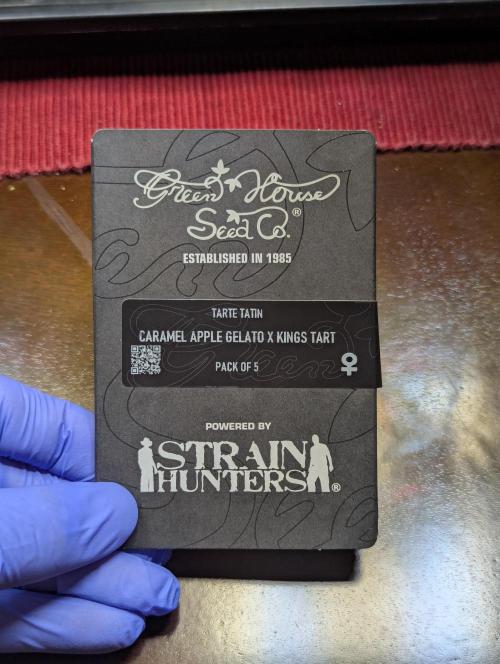 Green House
Seed Co.®
ESTABLISHED IN 1985
TARTE TATIN
CARAMEL APPLE GELATO X KINGS TART
PACK OF 5
POWERED BY
STRAIN
HUNTERS®